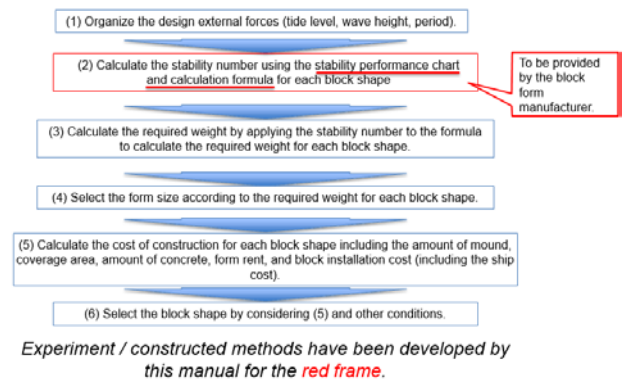 (1) Organize the design external forces (tide level, wave height, period).
(2) Calculate the stability number using the stability performance chart
and calculation formula for each block shape
To be provided
by the block
form
manufacturer.
(3) Calculate the required weight by applying the stability number to the formula
to calculate the required weight for each block shape.
(4) Select the form size according to the required weight for each block shape.
(5) Calculate the cost of construction for each block shape including the amount of mound,
coverage area, amount of concrete, form rent, and block installation cost (including the ship
cost).
(6) Select the block shape by considering (5) and other conditions.
Experiment / constructed methods have been developed by
this manual for the red frame.